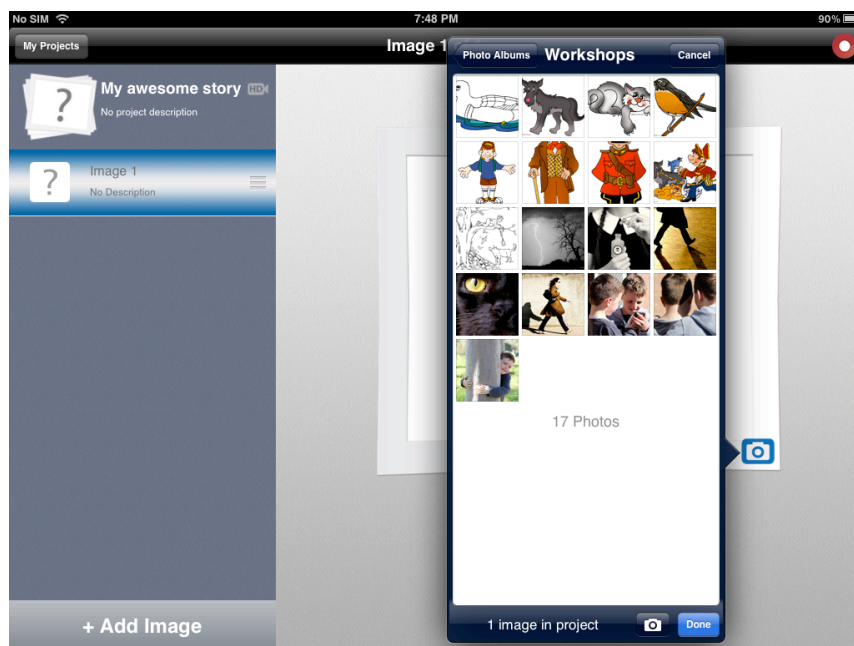 No SIM
7:48 PM
90%
My Projects
Image 1
My awesome story HD
No project description
?
Image 1
No Description
?
+ Add Image
Photo Albums
Workshops
Cancel
17 Photos
1 image in project
Done